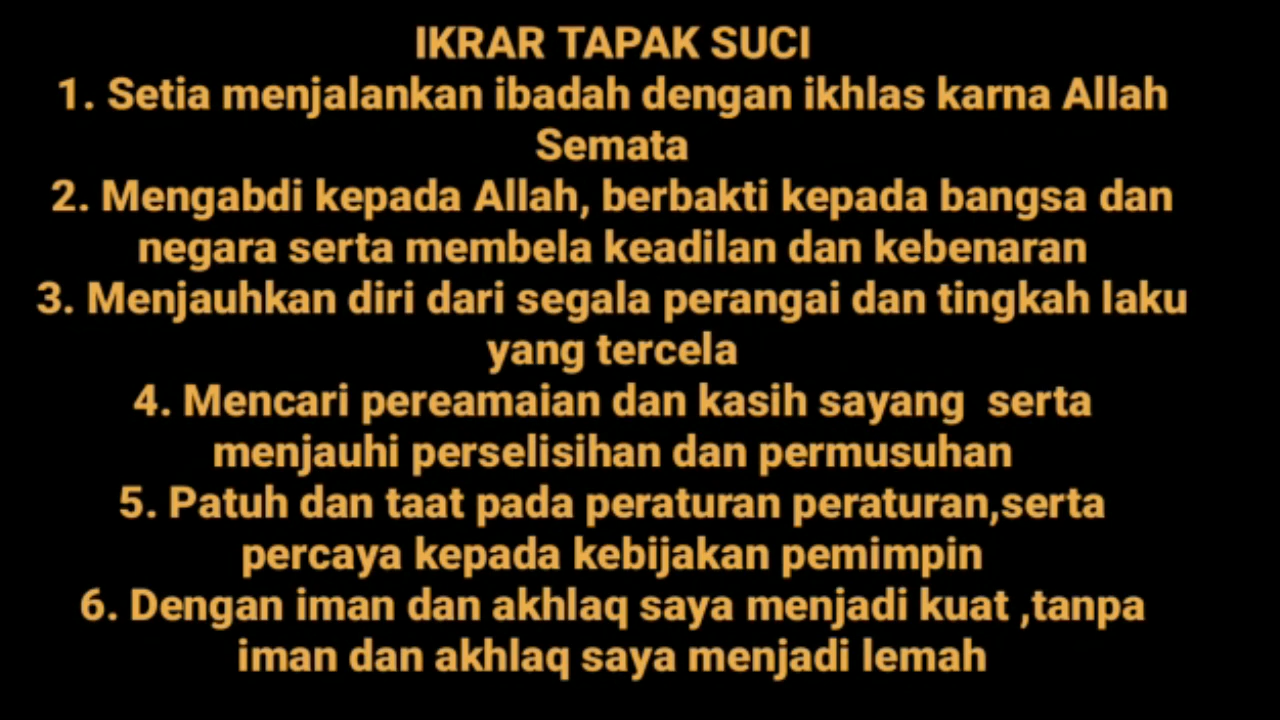 IKRAR TAPAK SUCI
1. Setia menjalankan ibadah dengan ikhlas karna Allah
Semata
2. Mengabdi kepada Allah, berbakti kepada bangsa dan
negara serta membela keadilan dan kebenaran
3. Menjauhkan diri dari segala perangai dan tingkah laku
yang tercela
4. Mencari pereamaian dan kasih sayang  serta
menjauhi perselisihan dan permusuhan
5. Patuh dan taat pada peraturan peraturan,serta
percaya kepada kebijakan pemimpin
6. Dengan iman dan akhlaq saya menjadi kuat ,tanpa
iman dan akhlaq saya menjadi lemah